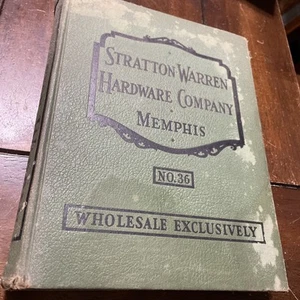 STRATTON-WARREN
HARDWARE COMPANY
MEMPHIS
NO. 36
WHOLESALE EXCLUSIVELY